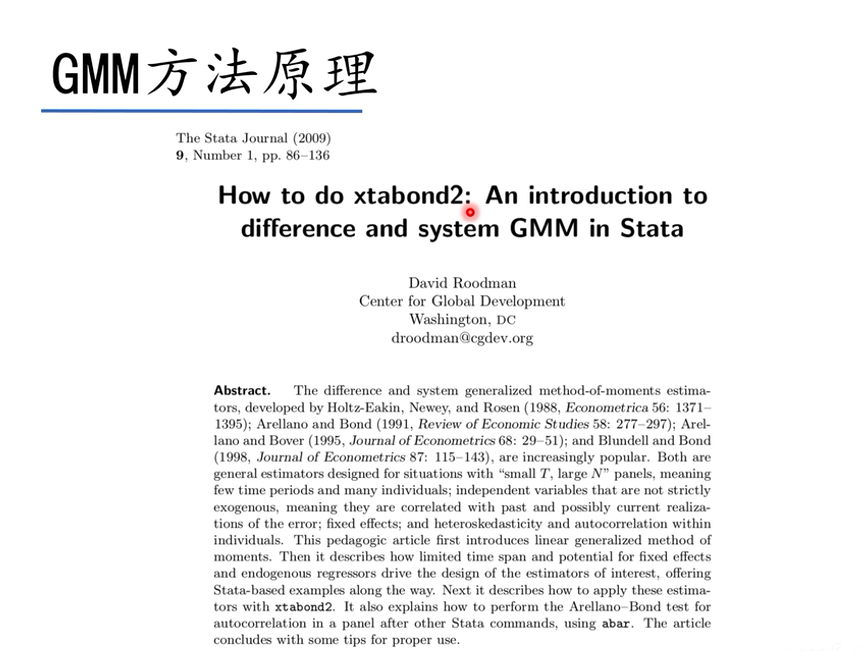 GMM方法原理
The Stata Journal (2009)
9, Number 1, pp. 86–136
How to do xtabond2: An introduction to
difference and system GMM in Stata
David Roodman
Center for Global Development
Washington, DC
droodman@cgdev.org
Abstract. The difference and system generalized method-of-moments estima-
tors, developed by Holtz-Eakin, Newey, and Rosen (1988, Econometrica 56: 1371–
1395); Arellano and Bond (1991, Review of Economic Studies 58: 277–297); Arel-
lano and Bover (1995, Journal of Econometrics 68: 29–51); and Blundell and Bond
(1998, Journal of Econometrics 87: 115–143), are increasingly popular. Both are
general estimators designed for situations with “small T, large N” panels, meaning
few time periods and many individuals; independent variables that are not strictly
exogenous, meaning they are correlated with past and possibly current realiza-
tions of the error; fixed effects; and heteroskedasticity and autocorrelation within
individuals. This pedagogic article first introduces linear generalized method of
moments. Then it describes how limited time span and potential for fixed effects
and endogenous regressors drive the design of the estimators of interest, offering
Stata-based examples along the way. Next it describes how to apply these estima-
tors with xtabond2. It also explains how to perform the Arellano–Bond test for
autocorrelation in a panel after other Stata commands, using abar. The article
concludes with some tips for proper use.